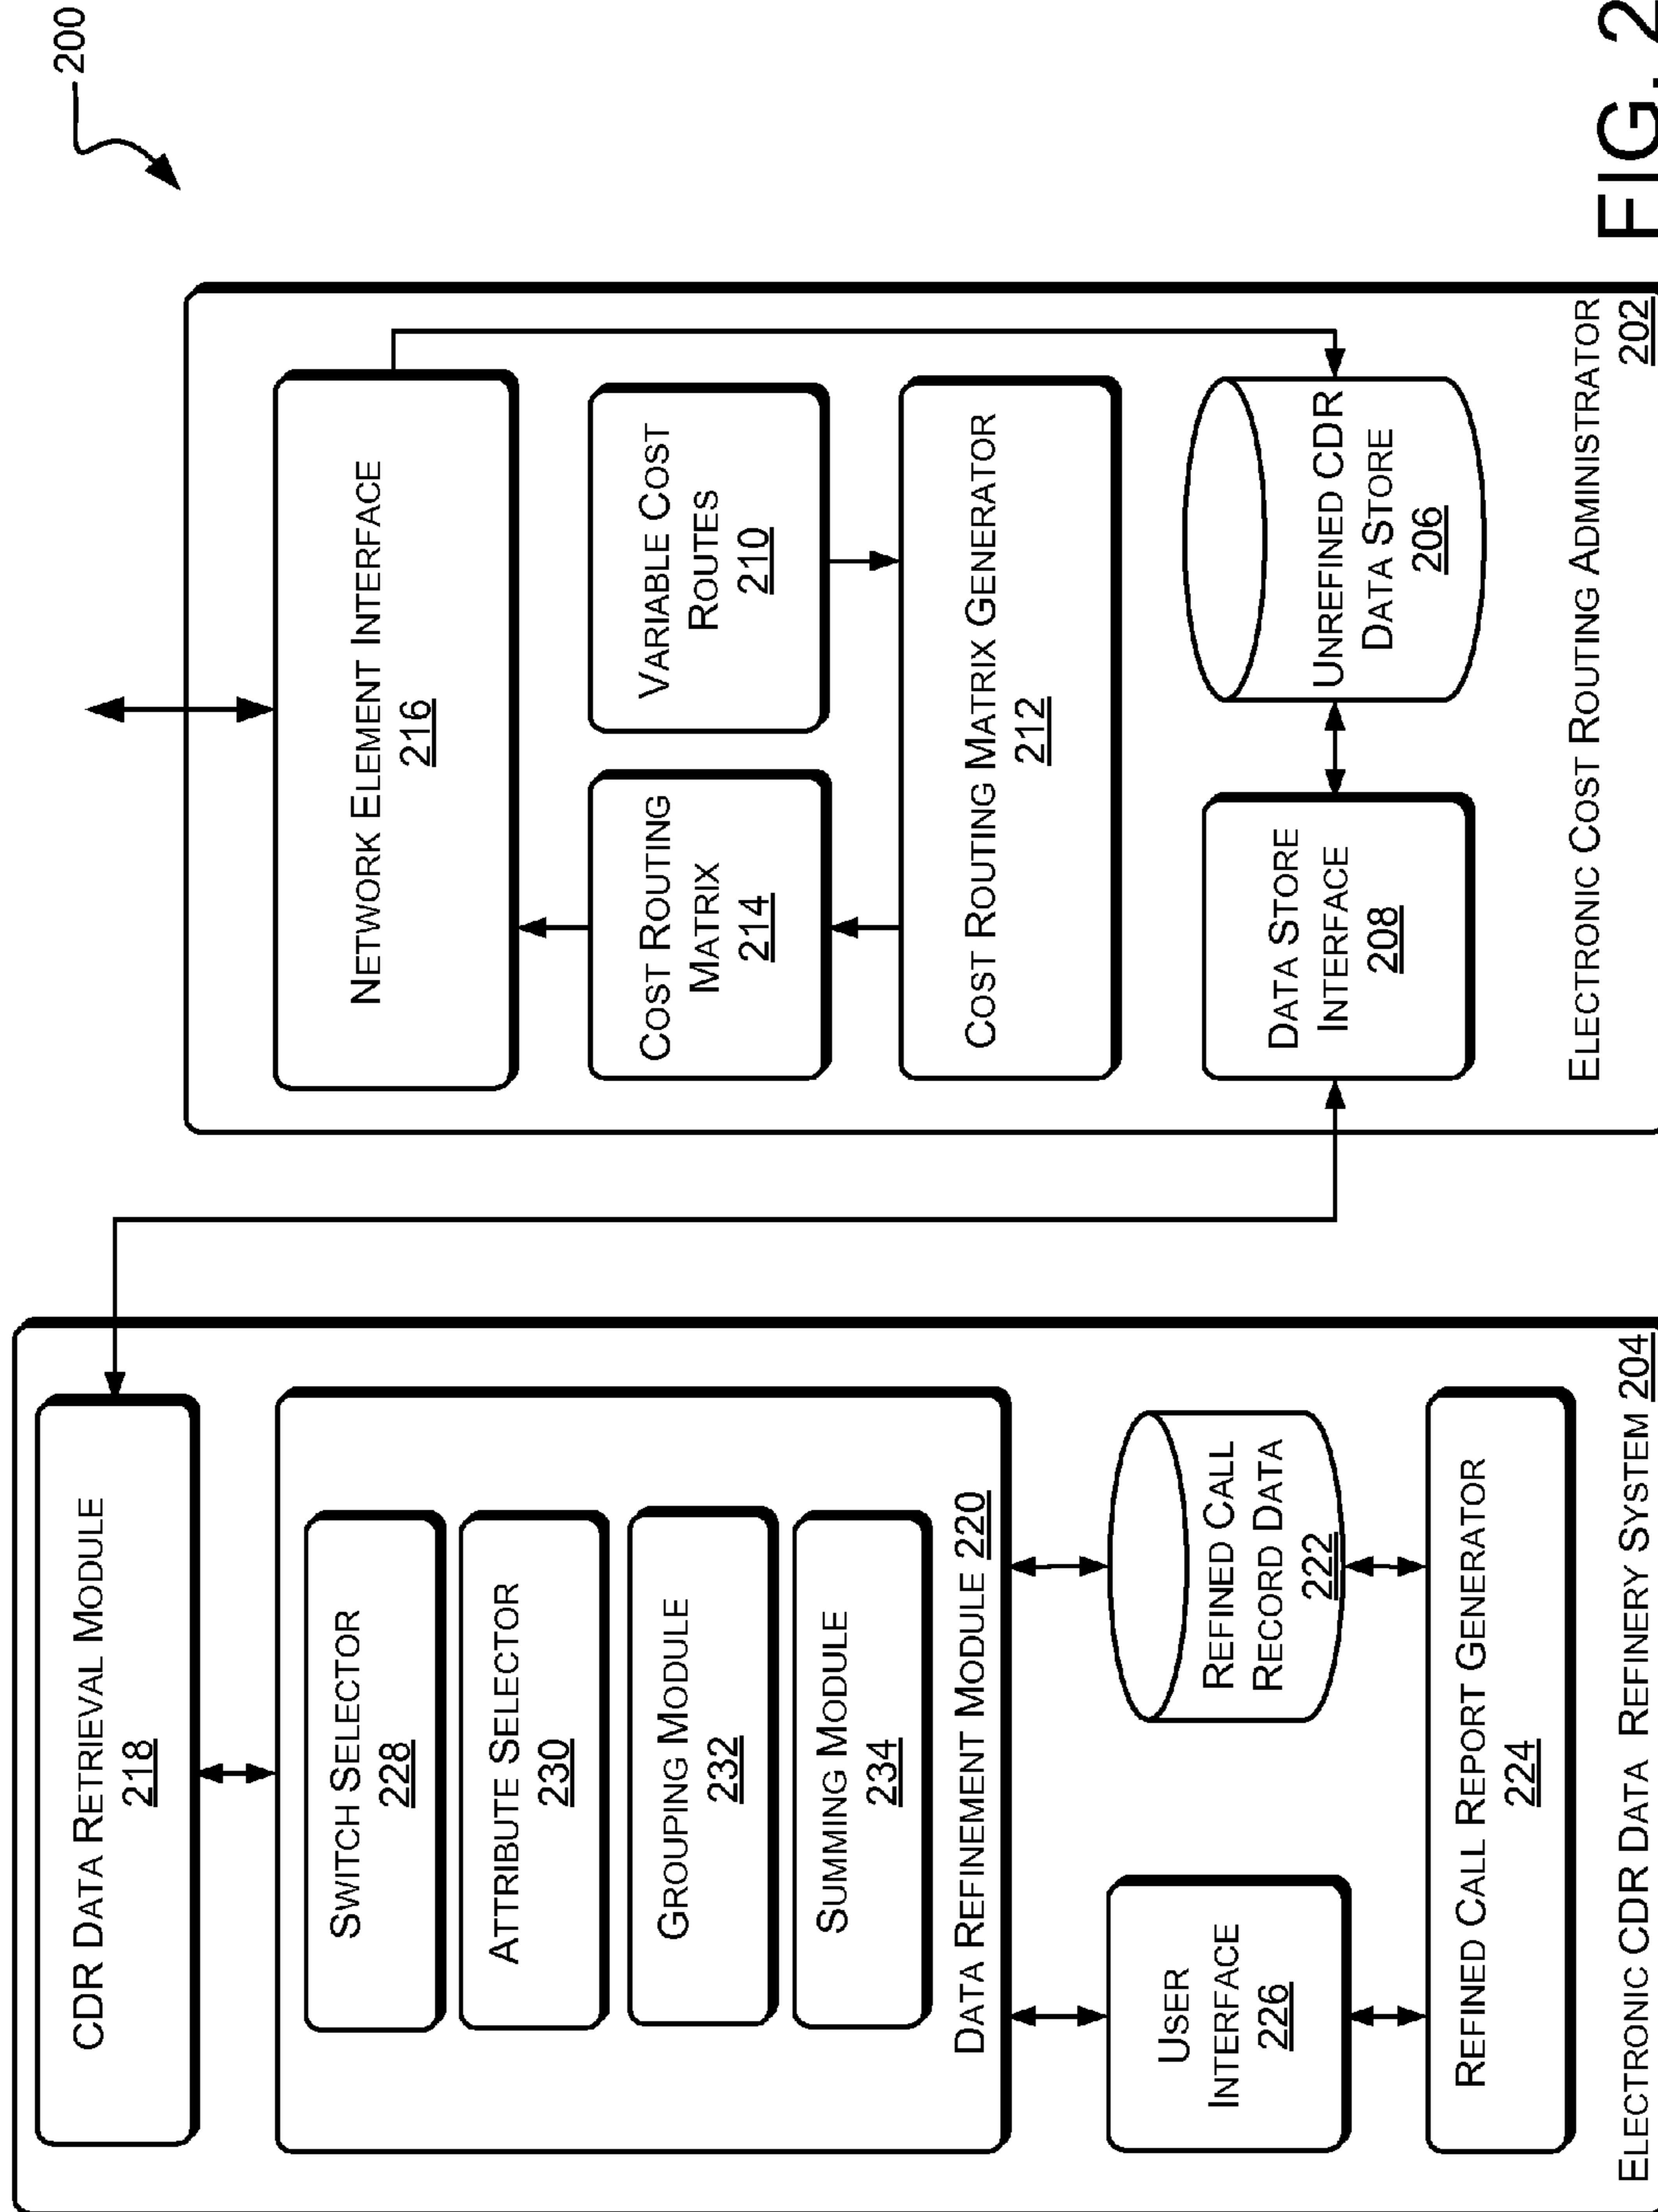 200
CDR DATA RETRIEVAL MODULE
218
SWITCH SELECTOR
228
ATTRIBUTE SELECTOR
230
GROUPING MODULE
232
SUMMING MODULE
234
DATA REFINEMENT MODULE 220
USER
INTERFACE
226
REFINED CALL
RECORD DATA
222
REFINED CALL REPORT GENERATOR
224
ELECTRONIC CDR DATA REFINERY SYSTEM 204
NETWORK ELEMENT INTERFACE
216
COST ROUTING
MATRIX
214
VARIABLE COST
ROUTES
210
COST ROUTING MATRIX GENERATOR
212
DATA STORE
INTERFACE
208
UNREFINED CDR
DATA STORE
206
ELECTRONIC COST ROUTING ADMINISTRATOR
202
FIG. 2